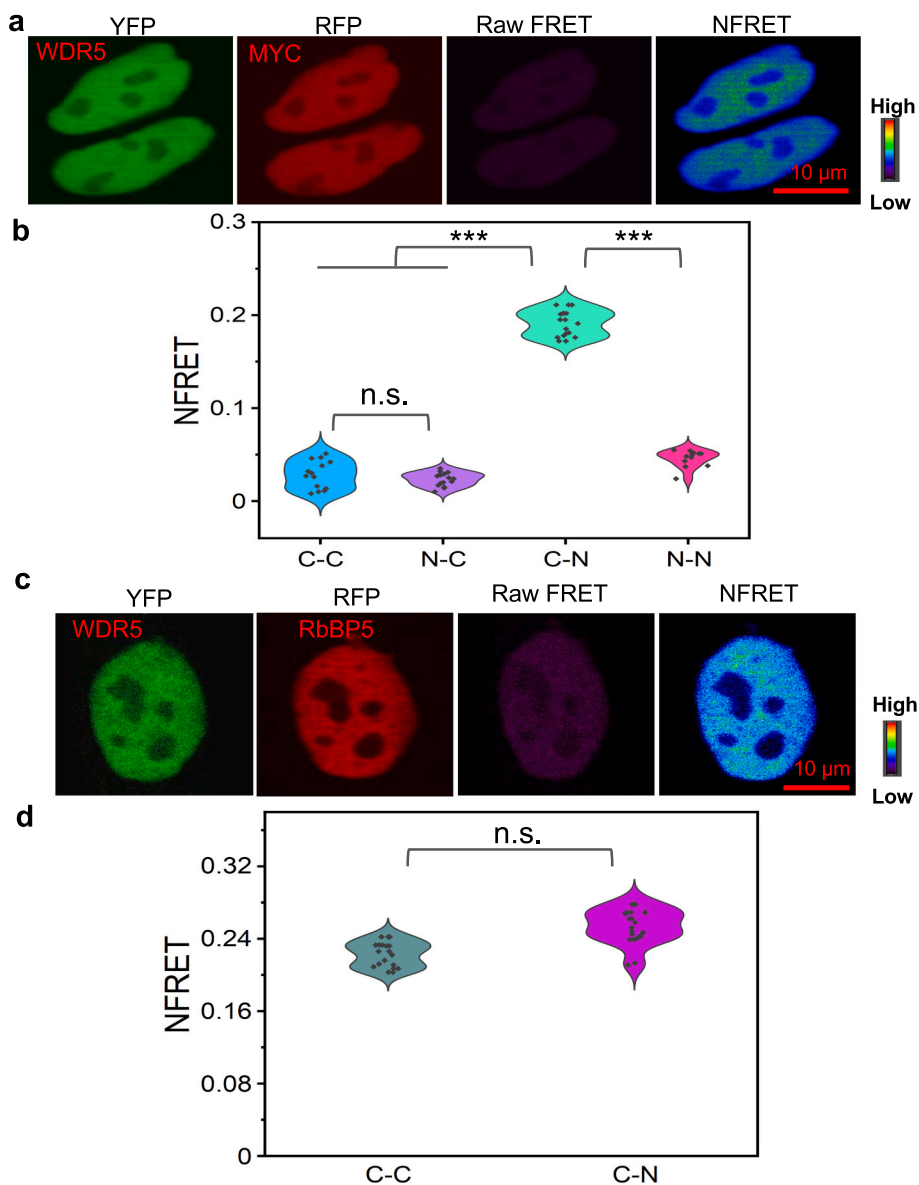 a
YFP RFP Raw FRET NFRET
WDR5 MYC
High
10 µm
Low
b
0.3
*** ***
0.2
NFRET
n.s.
0.1
0
C-C N-C C-N N-N
c
YFP RFP Raw FRET NFRET
WDR5 RbBP5
High
10 µm
Low
d
n.s.
0.32
0.24
NFRET
0.16
0.08
0
C-C C-N